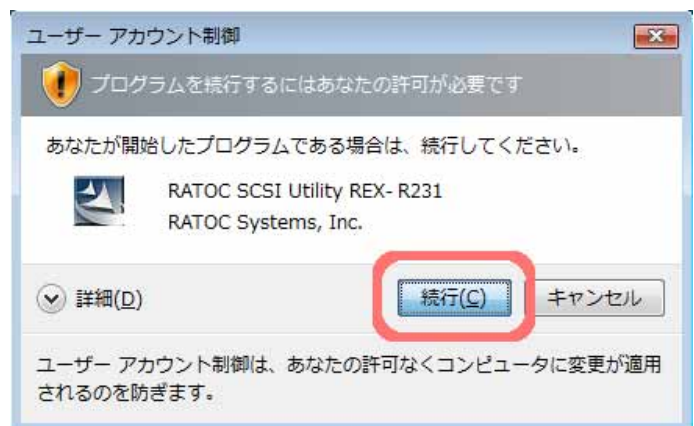 ユーザー アカウント制御
プログラムを続行するにはあなたの許可が必要です
あなたが開始したプログラムである場合は、続行してください。
RATOC SCSI Utility REX- R231
RATOC Systems, Inc.
詳細(D)
続行(C)
キャンセル
ユーザー アカウント制御は、あなたの許可なくコンピュータに変更が適用
されるのを防ぎます。